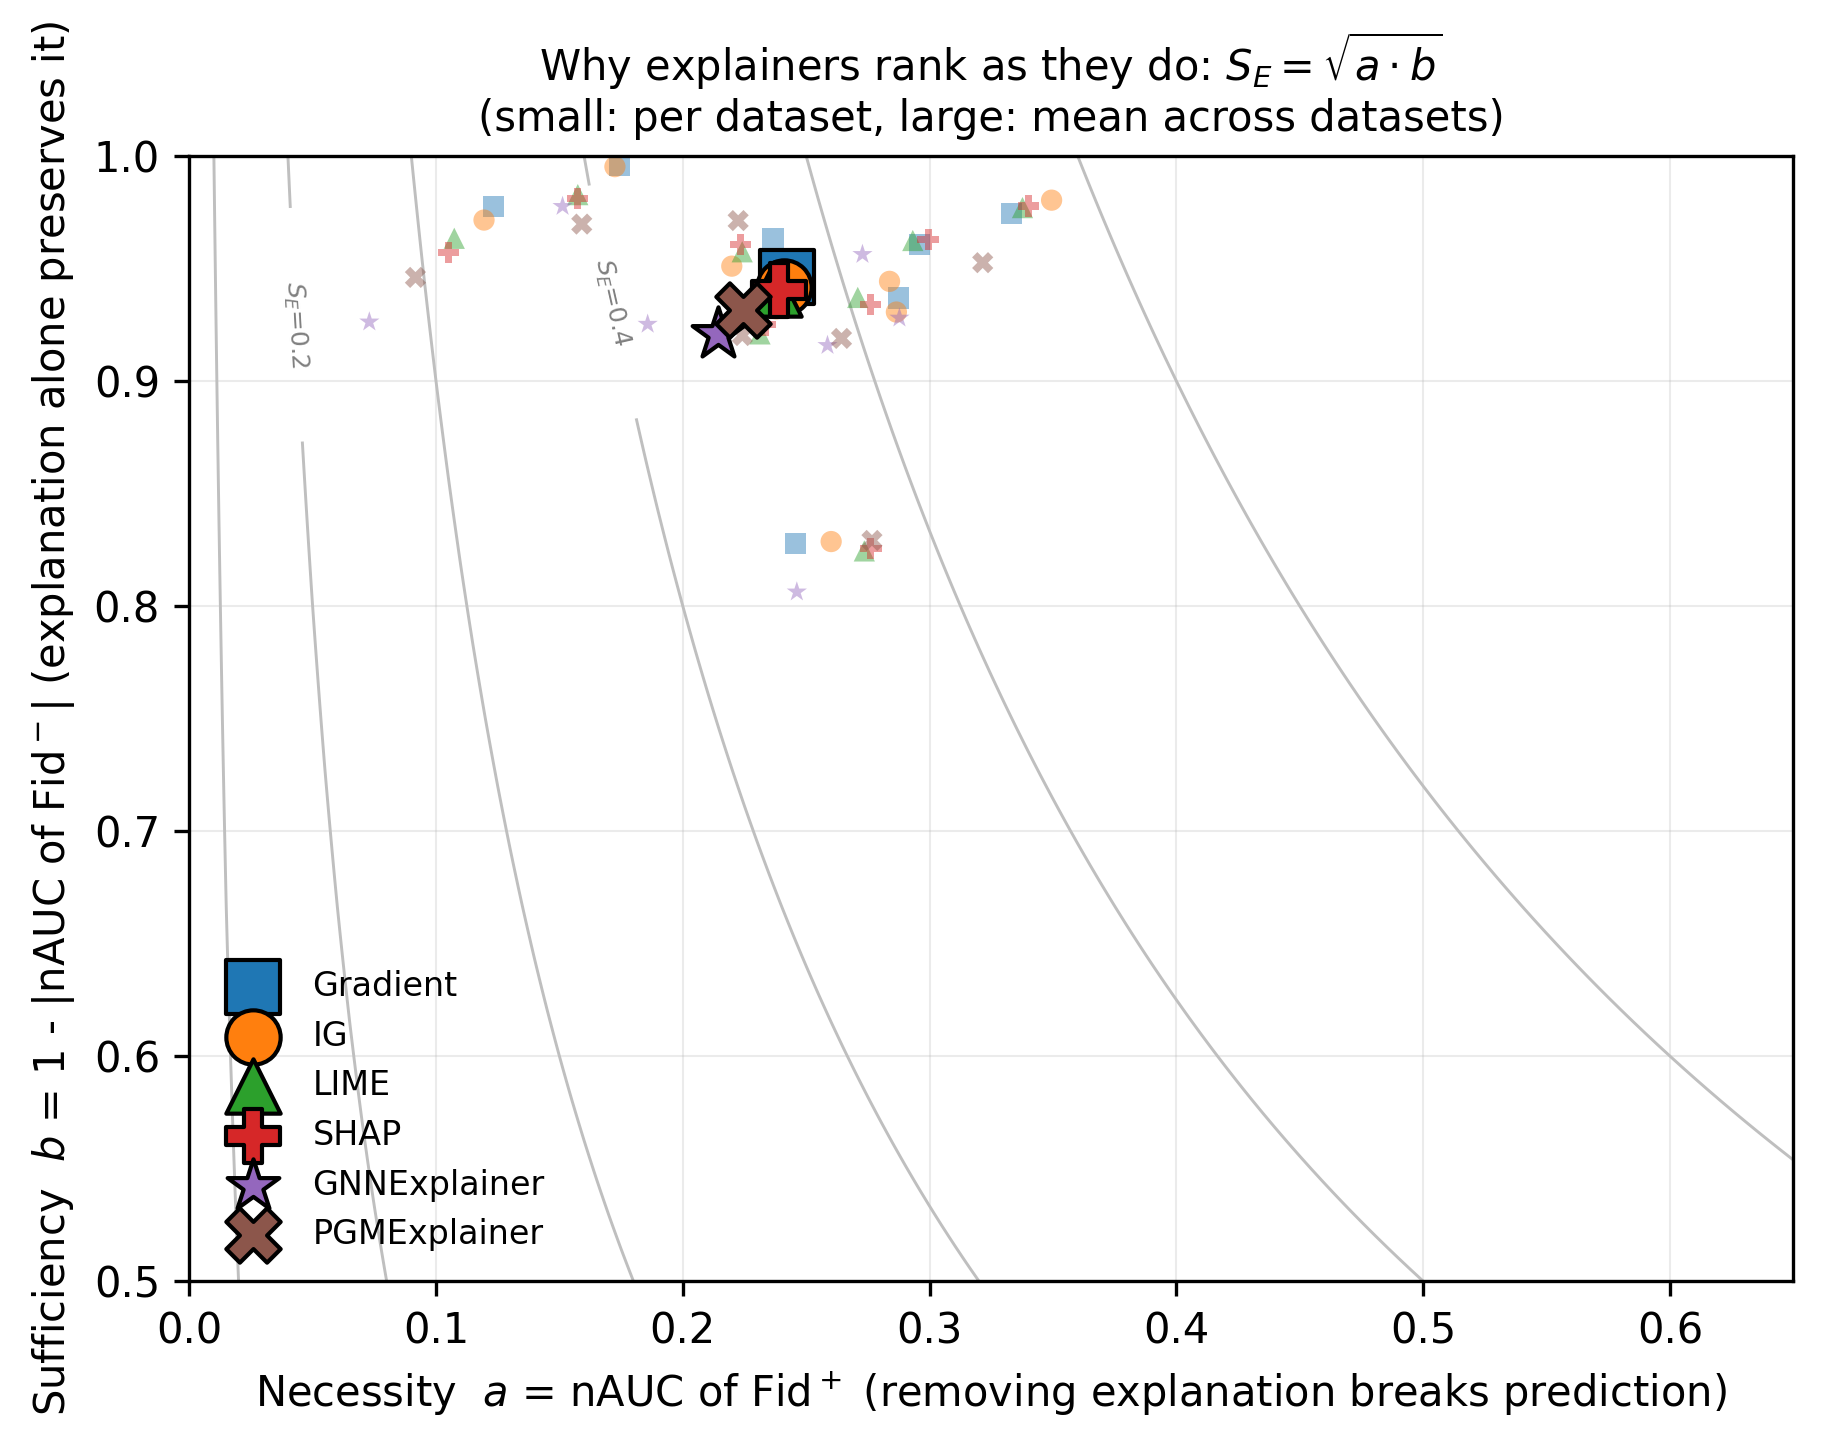 Why explainers rank as they do: $S_E = \sqrt{a \cdot b}$
(small: per dataset, large: mean across datasets)
Sufficiency b = 1 - |nAUC of Fid⁻| (explanation alone preserves it)
1.0
0.9
0.8
0.7
0.6
0.5
S_E=0.2
S_E=0.4
Gradient
IG
LIME
SHAP
GNNExplainer
PGMExplainer
0.0 0.1 0.2 0.3 0.4 0.5 0.6
Necessity a = nAUC of Fid⁺ (removing explanation breaks prediction)